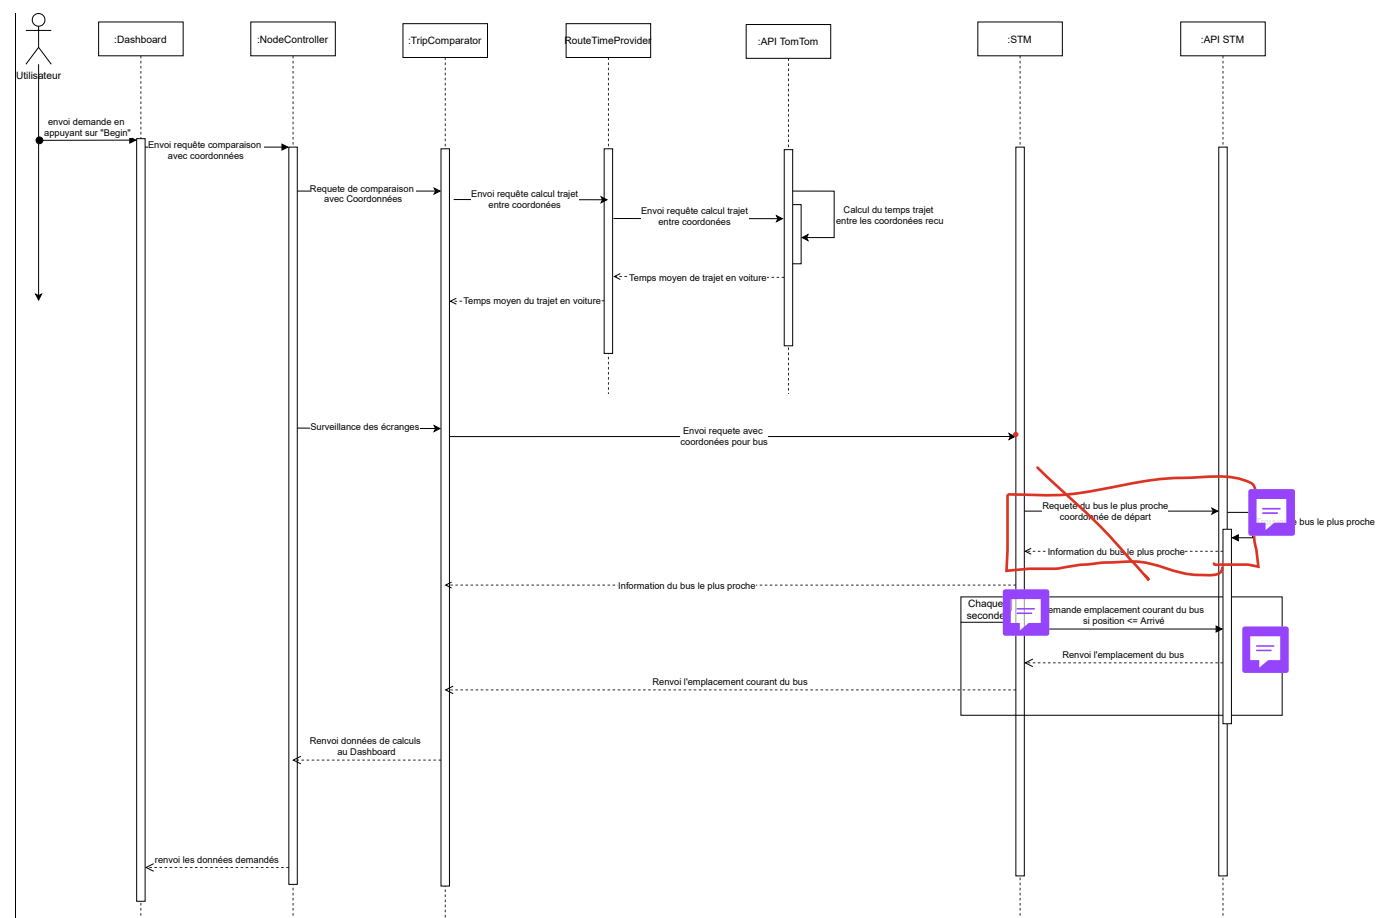 :Dashboard
:NodeController
:TripComparator
RouteTimeProvider
:API TomTom
:STM
:API STM
Utilisateur
envoi demande en
appuyant sur "Begin"
Envoi requête comparaison
avec coordonnées
Requete de comparaison
avec Coordonnées
Envoi requête calcul trajet
entre coordonées
Envoi requête calcul trajet
entre coordonées
Calcul du temps trajet
entre les coordonées recu
Temps moyen de trajet en voiture
Temps moyen du trajet en voiture
Surveillance des écranges
Envoi requete avec
coordonées pour bus
Requete du bus le plus proche
coordonnée de départ
bus le plus proche
Information du bus le plus proche
Information du bus le plus proche
Chaque
seconde
emande emplacement courant du bus
si position <= Arrivé
Renvoi l'emplacement du bus
Renvoi l'emplacement courant du bus
Renvoi données de calculs
au Dashboard
renvoi les données demandés